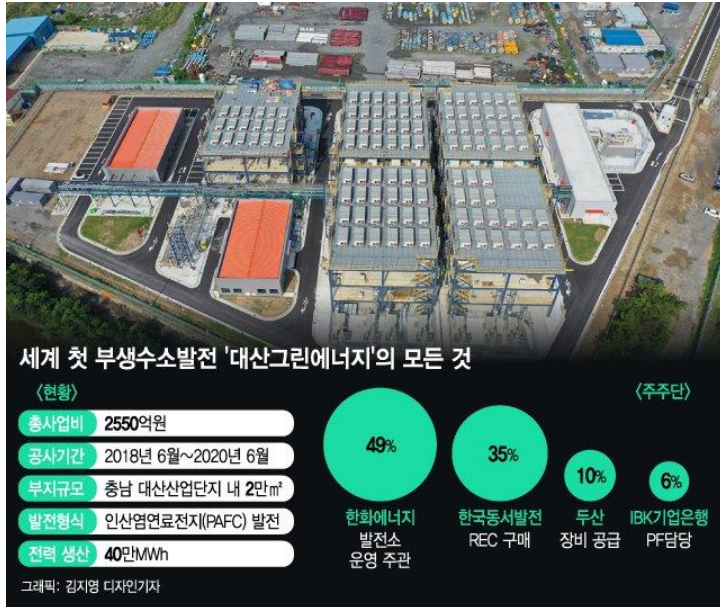 세계 첫 부생수소발전 '대산그린에너지'의 모든 것
〈현황〉
총사업비 2550억원
공사기간 2018년 6월~2020년 6월
부지규모 충남 대산산업단지 내 2만㎡
발전형식 인산염연료전지(PAFC) 발전
전력 생산 40만MWh
그래픽: 김지영 디자인기자
〈주주단〉
49%
한화에너지
발전소
운영 주관
35%
한국동서발전
REC 구매
10%
두산
장비 공급
6%
IBK기업은행
PF담당